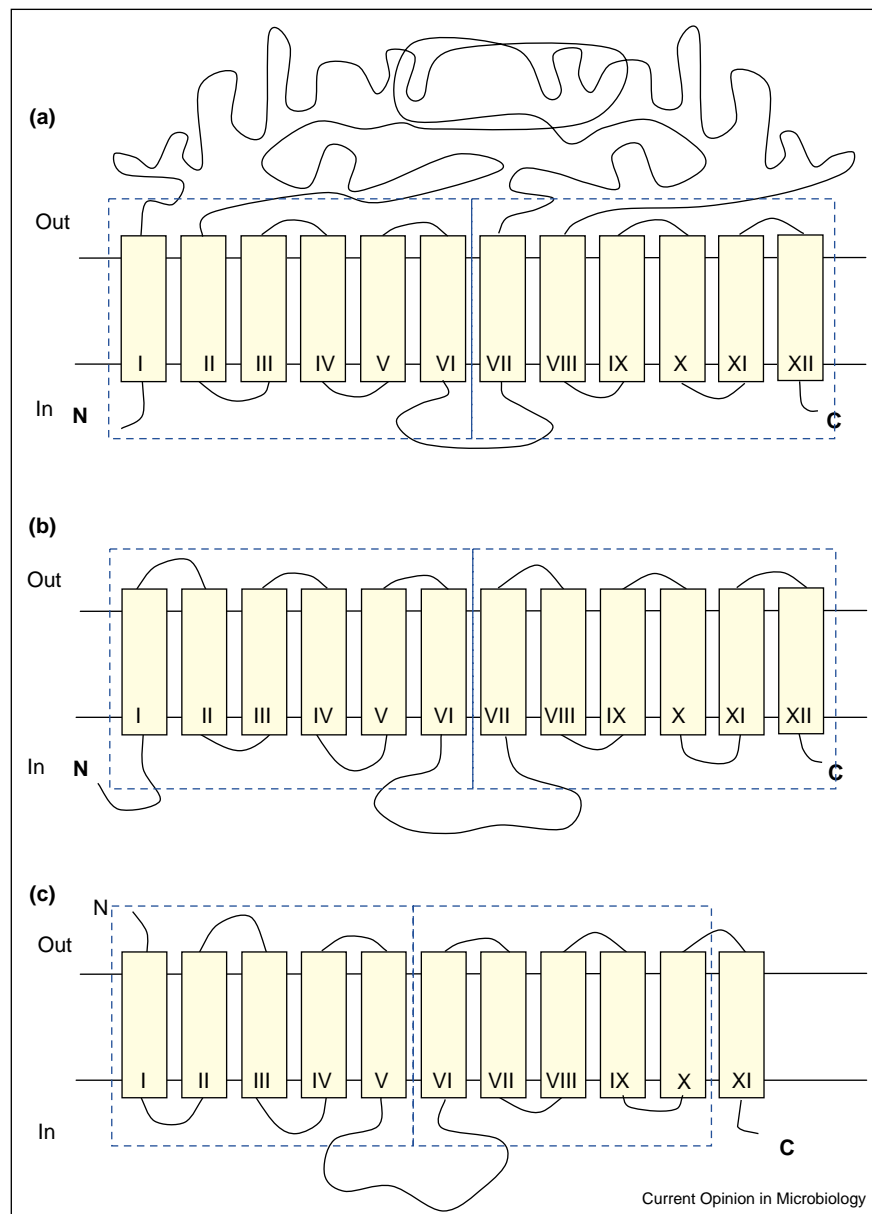 (a)
Out
I II III IV V VI VII VIII IX X XI XII
In N C
(b)
Out
I II III IV V VI VII VIII IX X XI XII
In N C
(c)
N
Out
I II III IV V VI VII VIII IX X XI
In
C
Current Opinion in Microbiology